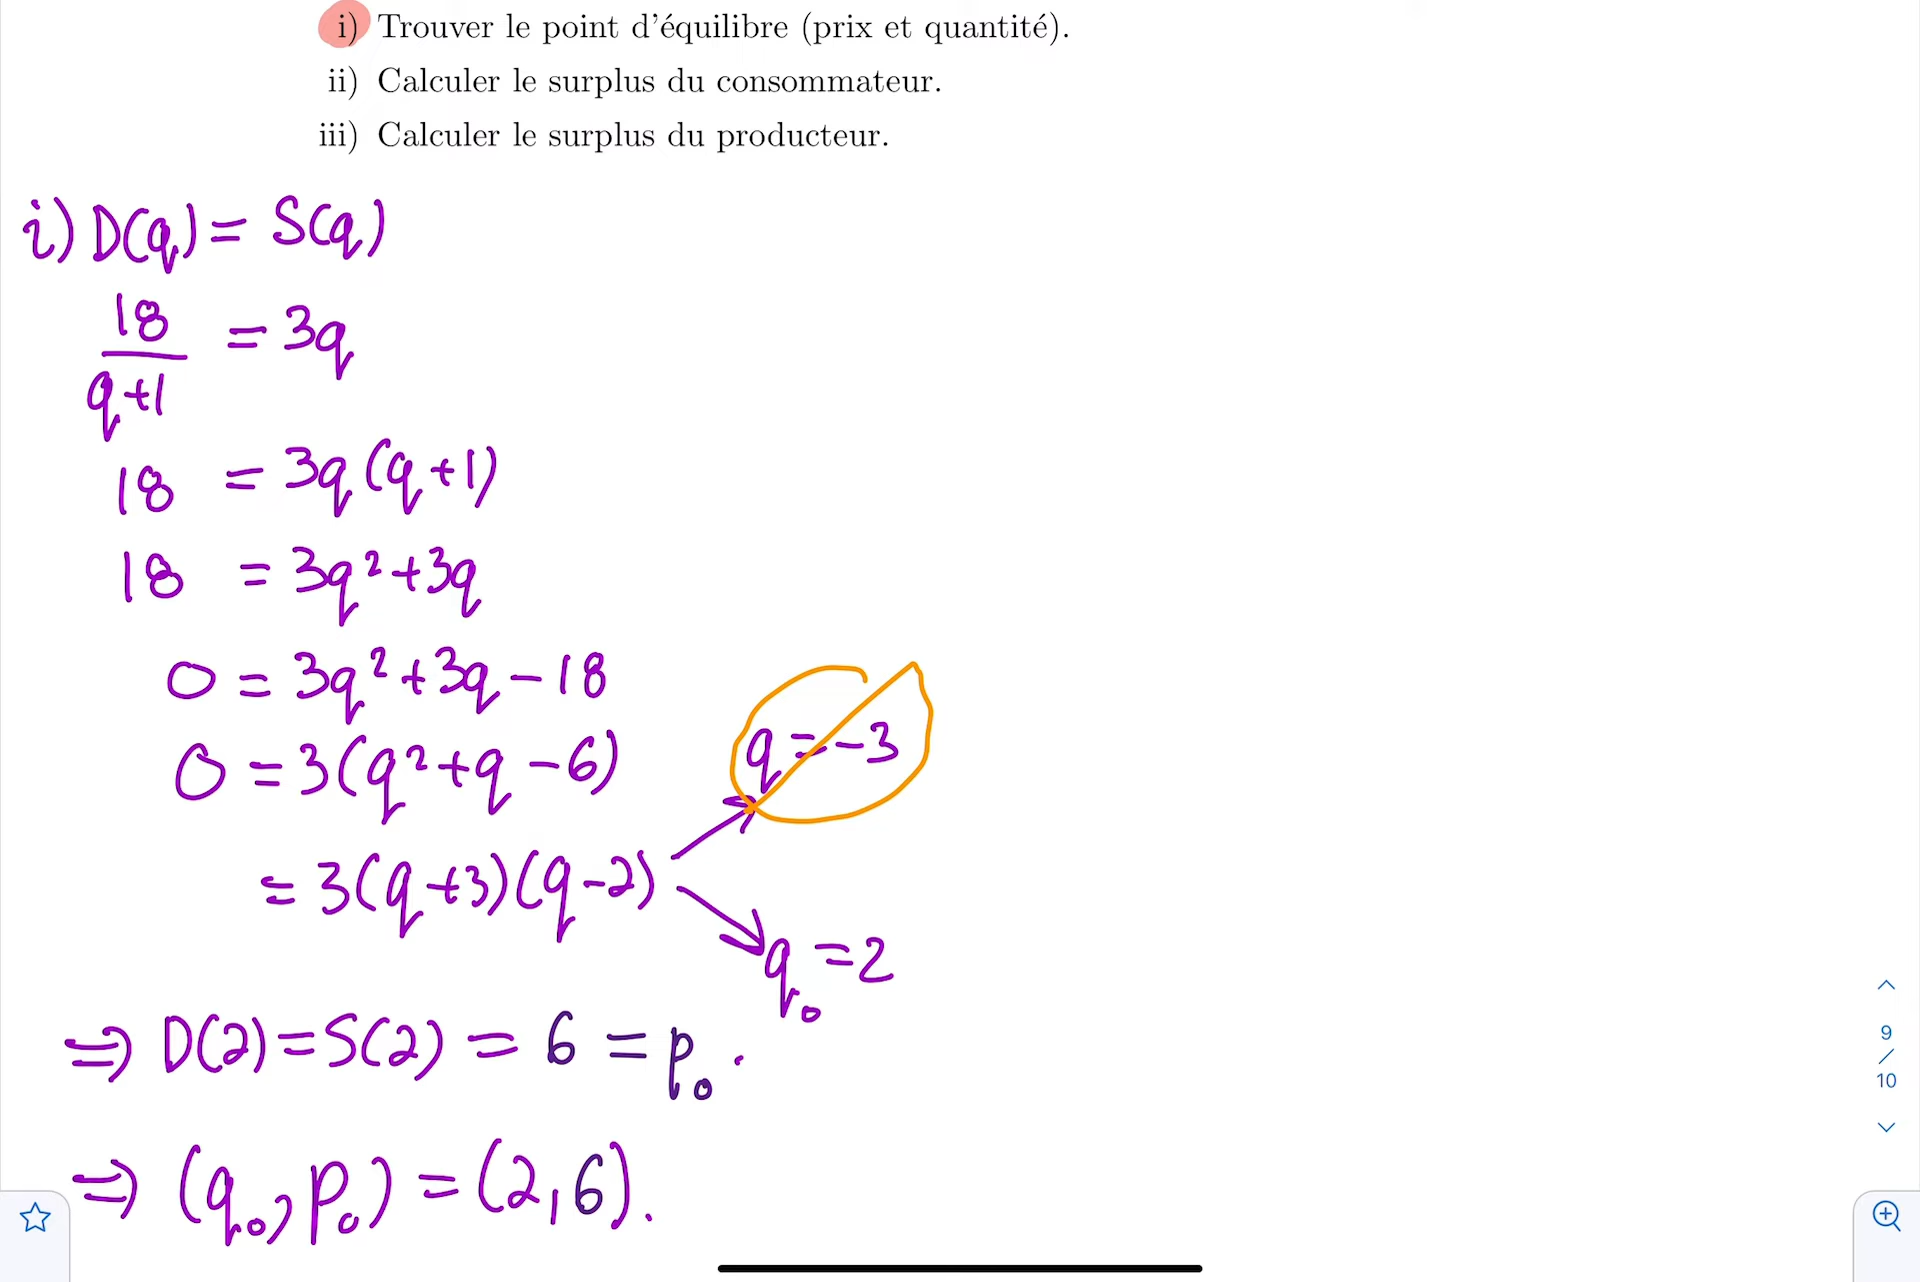 i) Trouver le point d'équilibre (prix et quantité).
ii) Calculer le surplus du consommateur.
iii) Calculer le surplus du producteur.
i) D(q) = S(q)
18/(q+1) = 3q
18 = 3q(q+1)
18 = 3q²+3q
0 = 3q²+3q-18
0 = 3(q²+q-6)
q=-3
= 3(q+3)(q-2)
q₀=2
⇒ D(2)=S(2) = 6 = p₀.
⇒ (q₀, p₀) = (2,6).
9
/
10